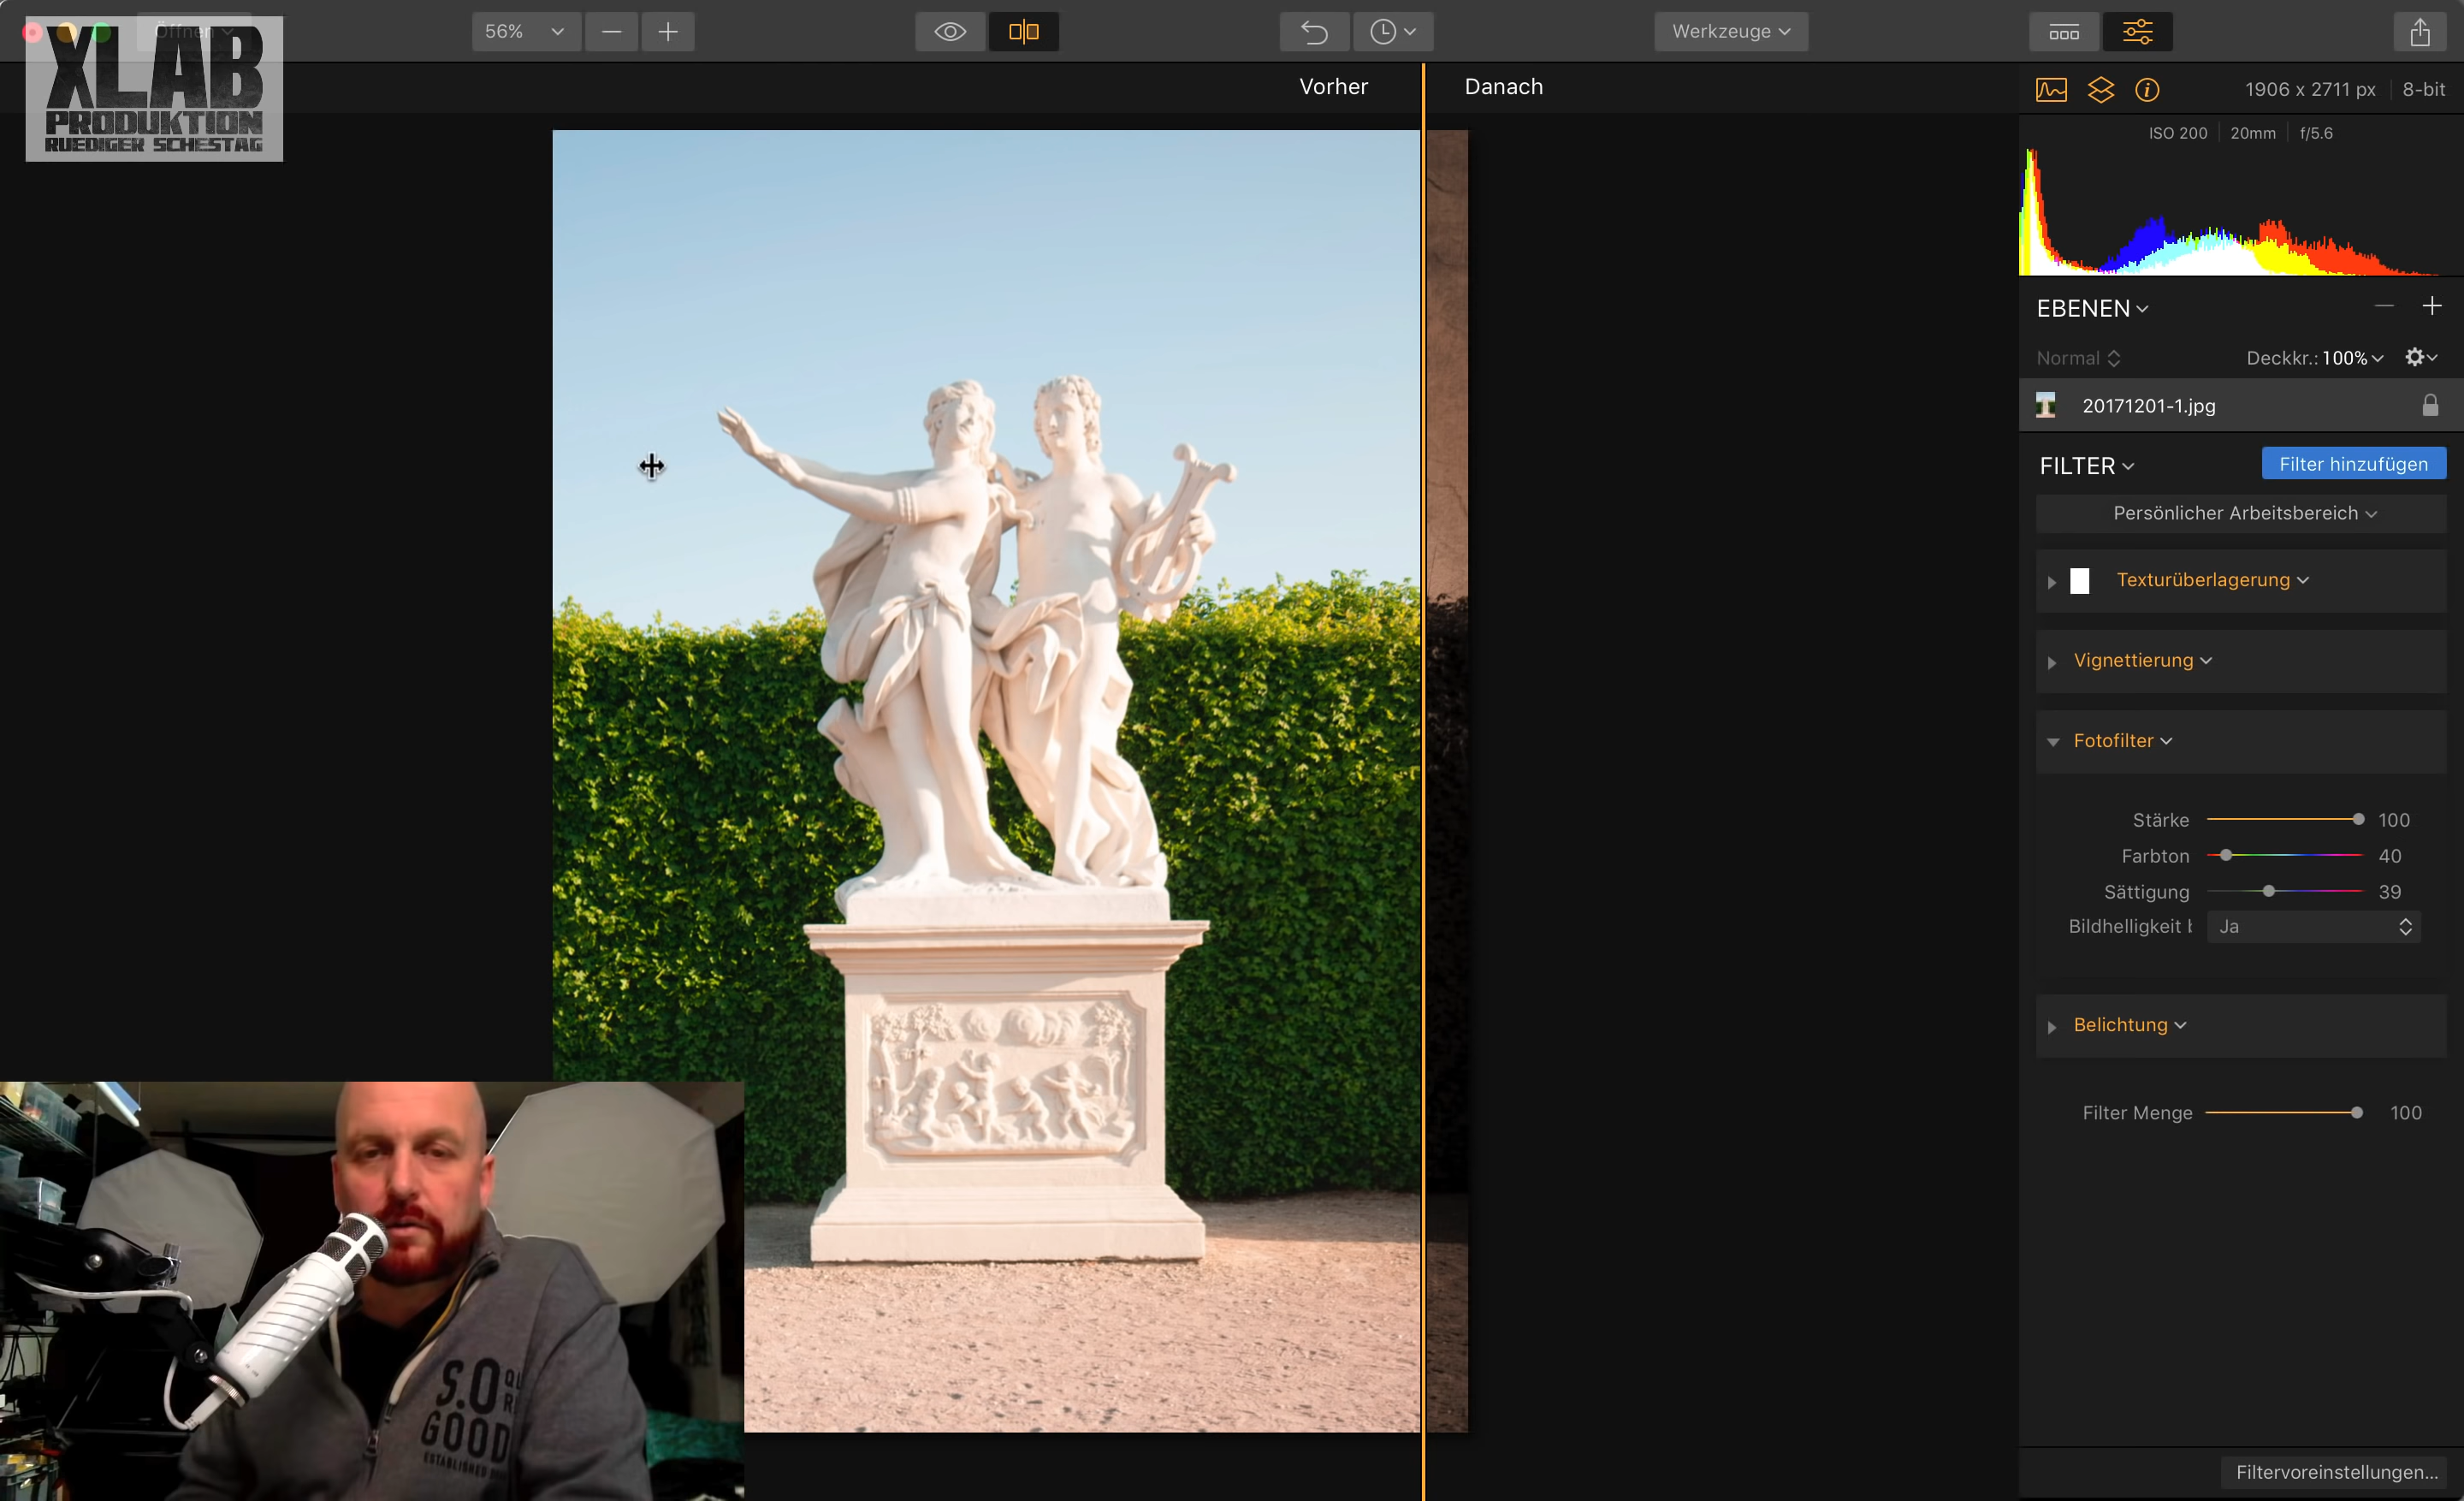 Öffnen
56%
Werkzeuge
XLAB
PRODUKTION
RUEDIGER SCHESTAG
Vorher
Danach
1906 x 2711 px
8-bit
ISO 200
20mm
f/5.6
EBENEN
Normal
Deckkr.: 100%
20171201-1.jpg
FILTER
Filter hinzufügen
Persönlicher Arbeitsbereich
Texturüberlagerung
Vignettierung
Fotofilter
Stärke 100
Farbton 40
Sättigung 39
Bildhelligkeit
Ja
Belichtung
Filter Menge 100
S.O
GOOD
ESTABLISHED
Filtervoreinstellungen...